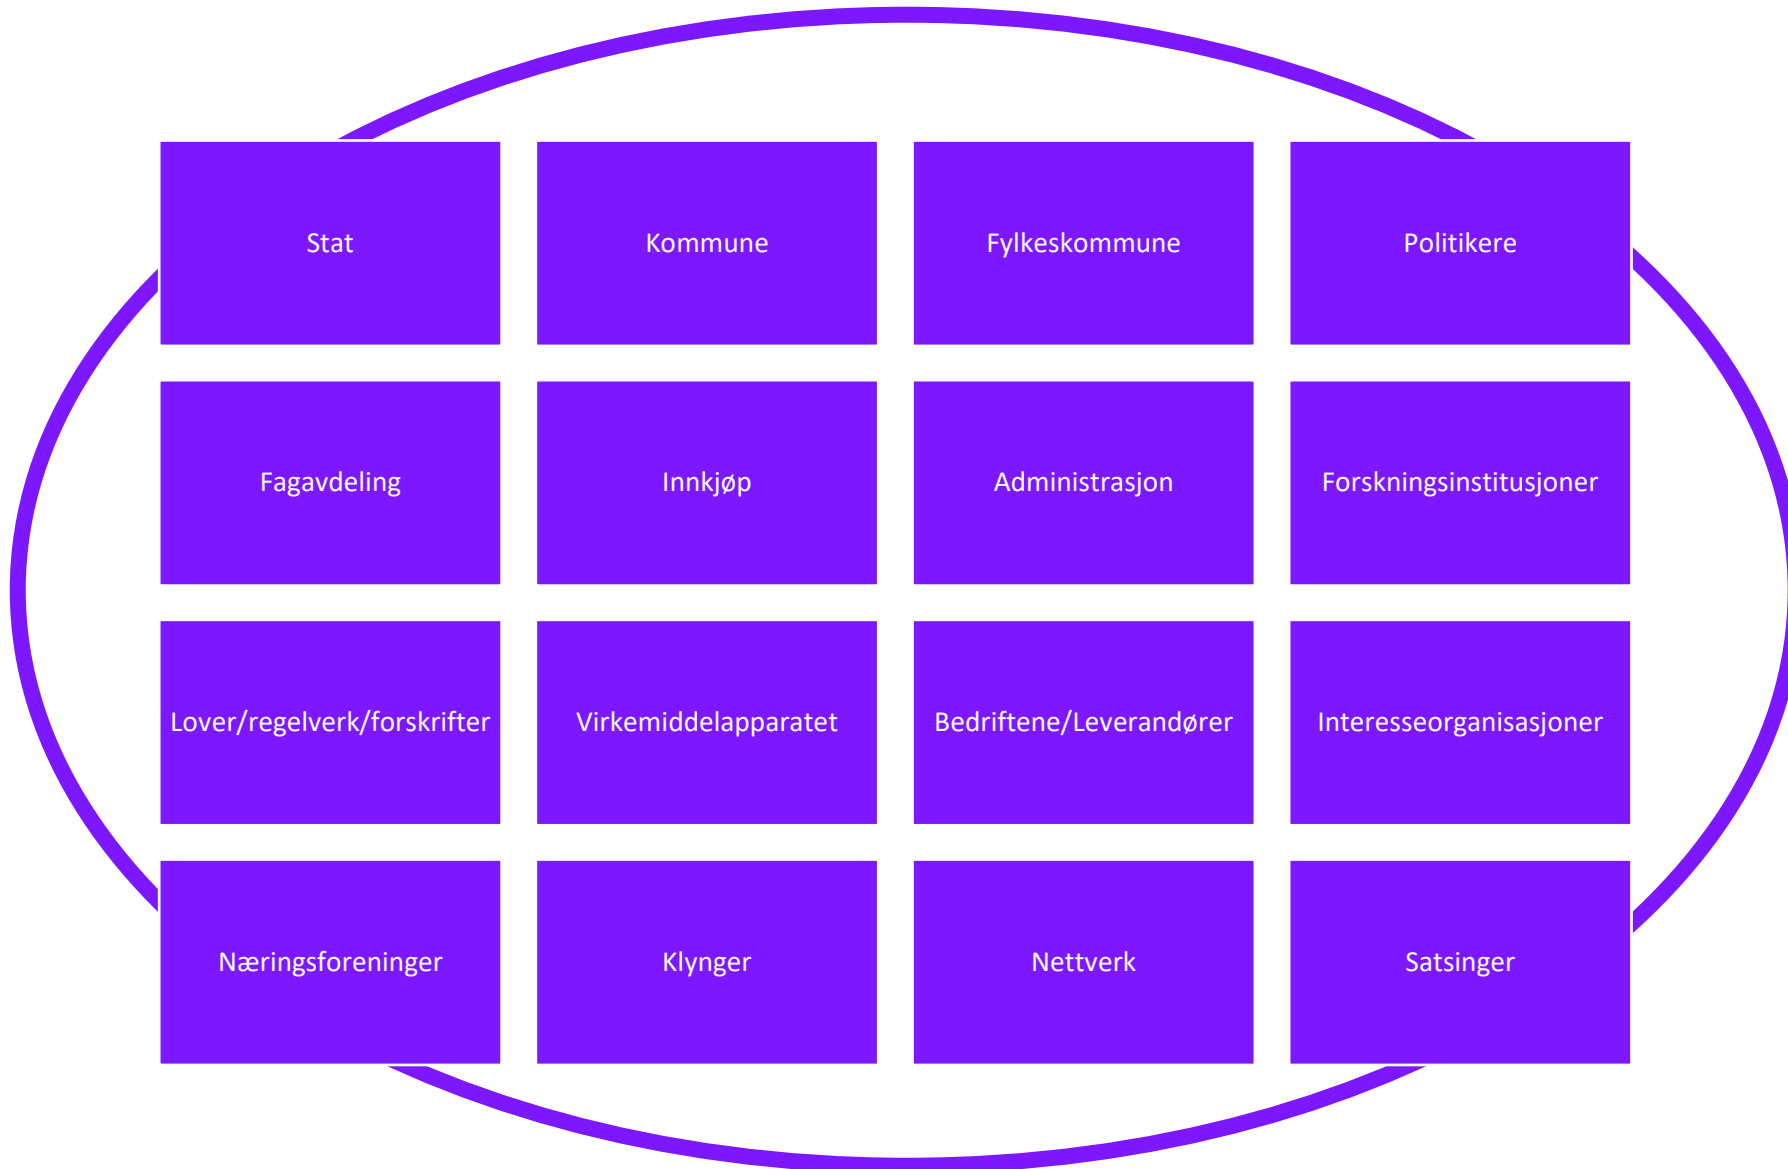 Stat
Kommune
Fylkeskommune
Politikere
Fagavdeling
Innkjøp
Administrasjon
Forskningsinstitusjoner
Lover/regelverk/forskrifter
Virkemiddelapparatet
Bedriftene/Leverandører
Interesseorganisasjoner
Næringsforeninger
Klynger
Nettverk
Satsinger